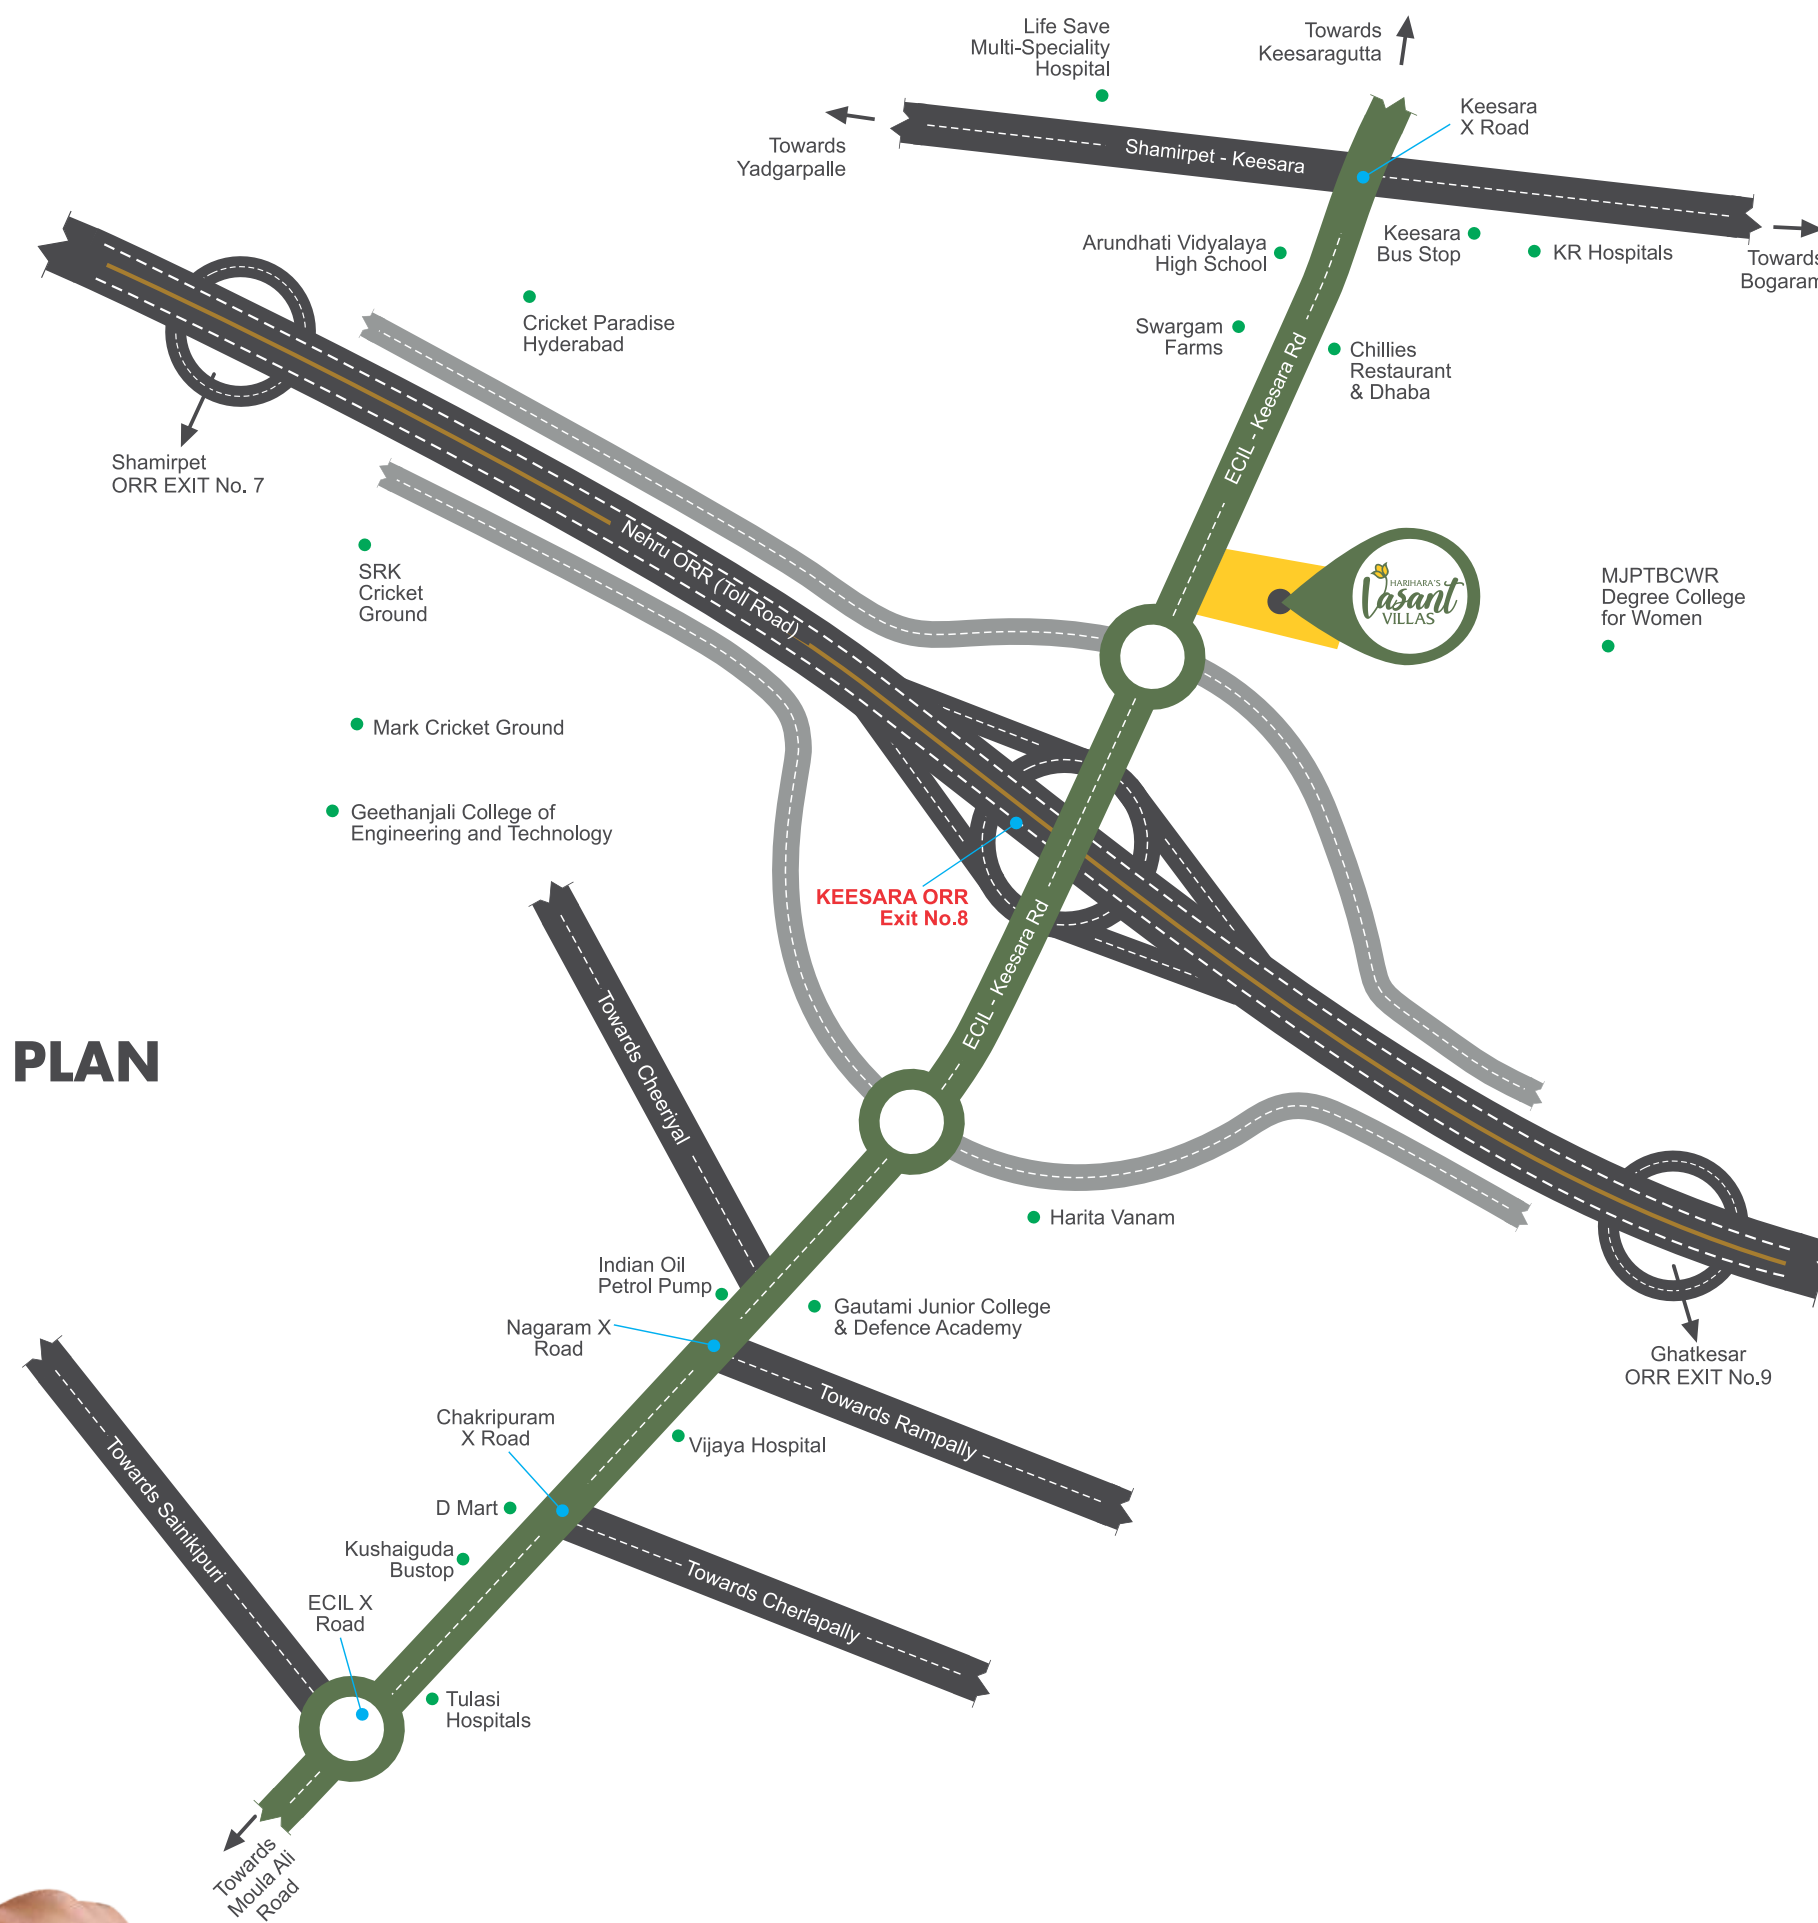 Life Save
Multi-Speciality
Hospital
Towards
Keesaragutta
Keesara
X Road
Towards
Yadgarpalle
Shamirpet - Keesara
Arundhati Vidyalaya
High School
Keesara
Bus Stop
KR Hospitals
Towards
Bogaram
Cricket Paradise
Hyderabad
Swargam
Farms
Chillies
Restaurant
& Dhaba
ECIL - Keesara Rd
Shamirpet
ORR EXIT No. 7
Nehru ORR (Toll Road)
SRK
Cricket
Ground
HARIHARA'S
Vasant
VILLAS
MJPTBCWR
Degree College
for Women
Mark Cricket Ground
Geethanjali College of
Engineering and Technology
KEESARA ORR
Exit No.8
ECIL - Keesara Rd
PLAN
Towards Cheeriyal
Harita Vanam
Indian Oil
Petrol Pump
Gautami Junior College
& Defence Academy
Nagaram X
Road
Ghatkesar
ORR EXIT No.9
Towards Rampally
Chakripuram
X Road
Vijaya Hospital
Towards Sainikipuri
D Mart
Kushaiguda
Bustop
Towards Cherlapally
ECIL X
Road
Tulasi
Hospitals
Towards
Moula Ali
Road